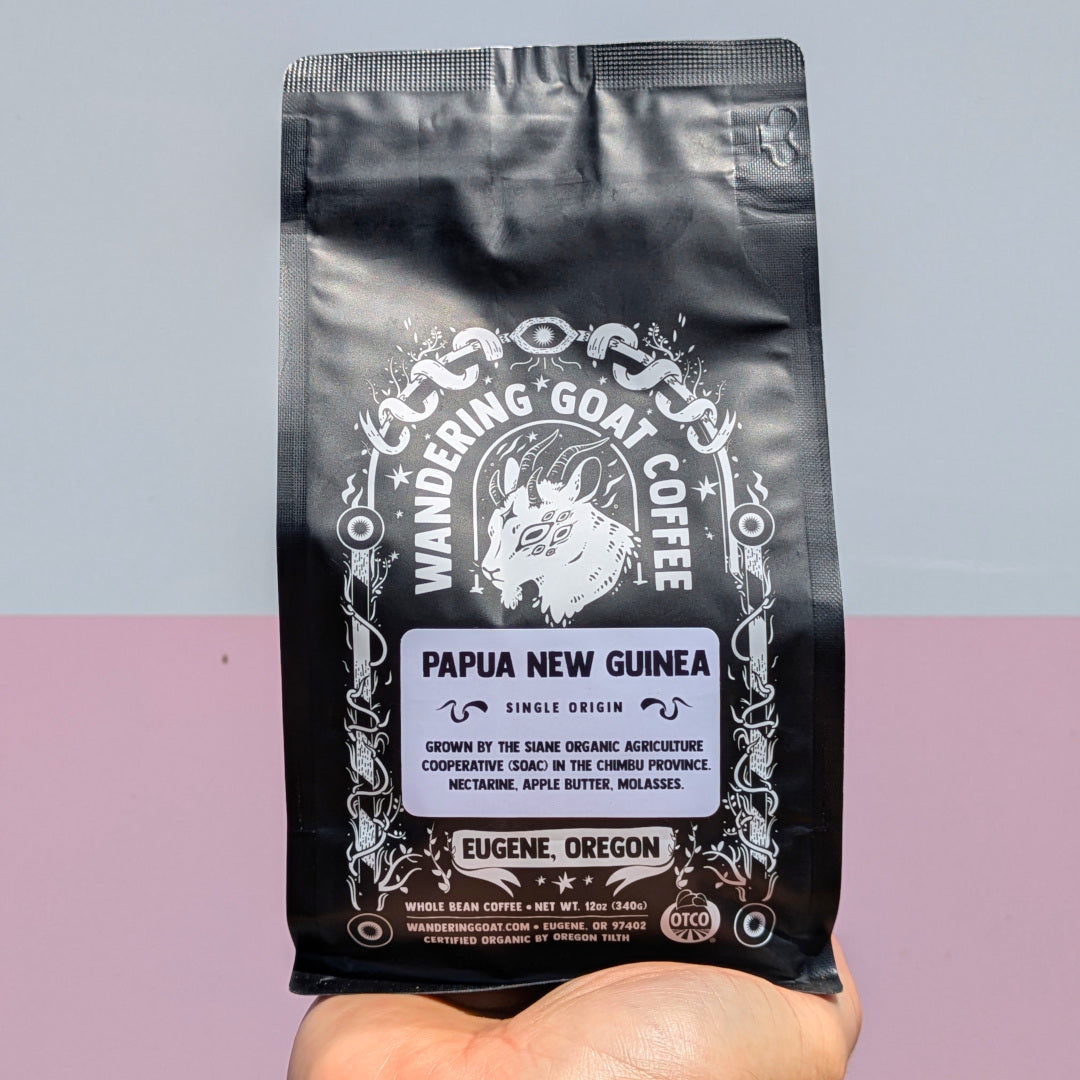 WANDERING GOAT COFFEE
PAPUA NEW GUINEA
SINGLE ORIGIN
GROWN BY THE SIANE ORGANIC AGRICULTURE
COOPERATIVE (SOAC) IN THE CHIMBU PROVINCE.
NECTARINE, APPLE BUTTER, MOLASSES.
EUGENE, OREGON
WHOLE BEAN COFFEE • NET WT. 12oz (340g)
WANDERINGGOAT.COM • EUGENE, OR 97402
CERTIFIED ORGANIC BY OREGON TILTH
OTCO
®